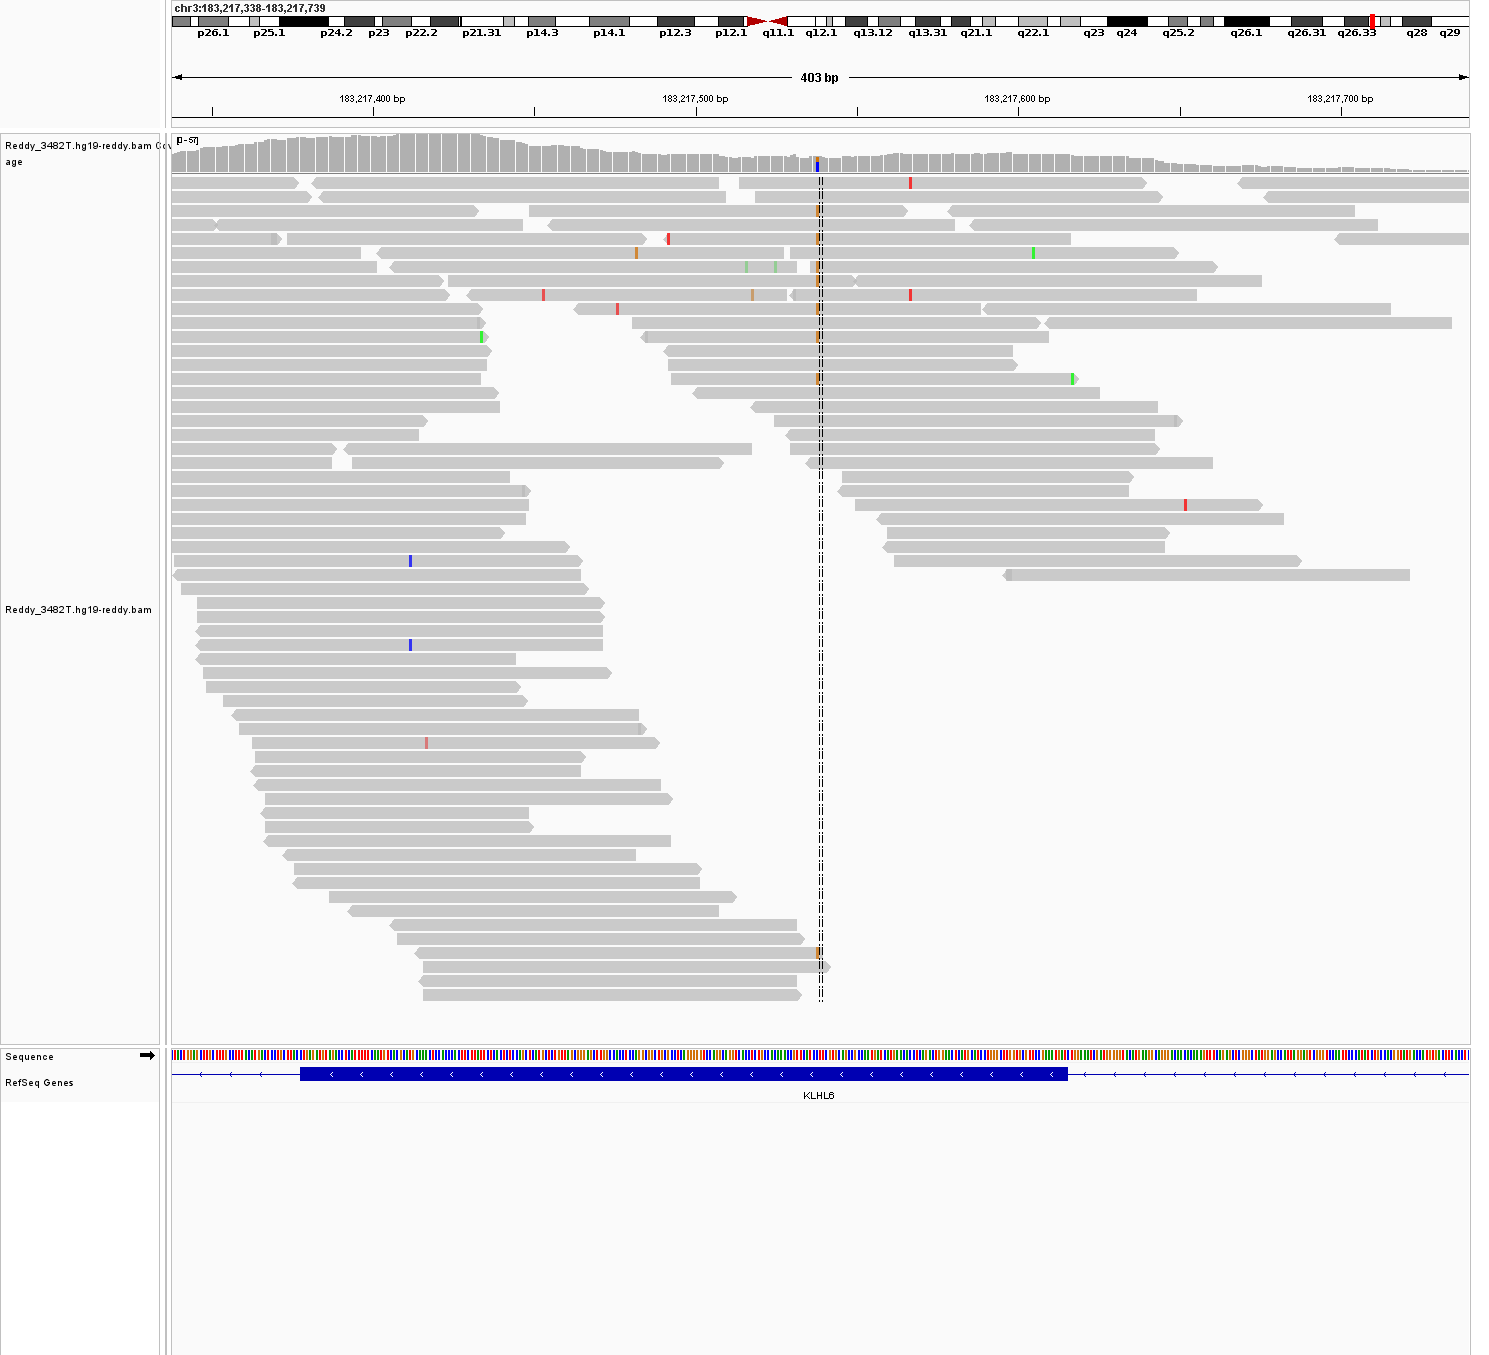 chr3:183,217,338-183,217,739
p26.1 p25.1 p24.2 p23 p22.2 p21.31 p14.3 p14.1 p12.3 p12.1 q11.1 q12.1 q13.12 q13.31 q21.1 q22.1 q23 q24 q25.2 q26.1 q26.31 q26.33 q28 q29
403 bp
183,217,400 bp 183,217,500 bp 183,217,600 bp 183,217,700 bp
[0 - 57]
Reddy_3482T.hg19-reddy.bam Cov
age
Reddy_3482T.hg19-reddy.bam
Sequence
RefSeq Genes
KLHL6